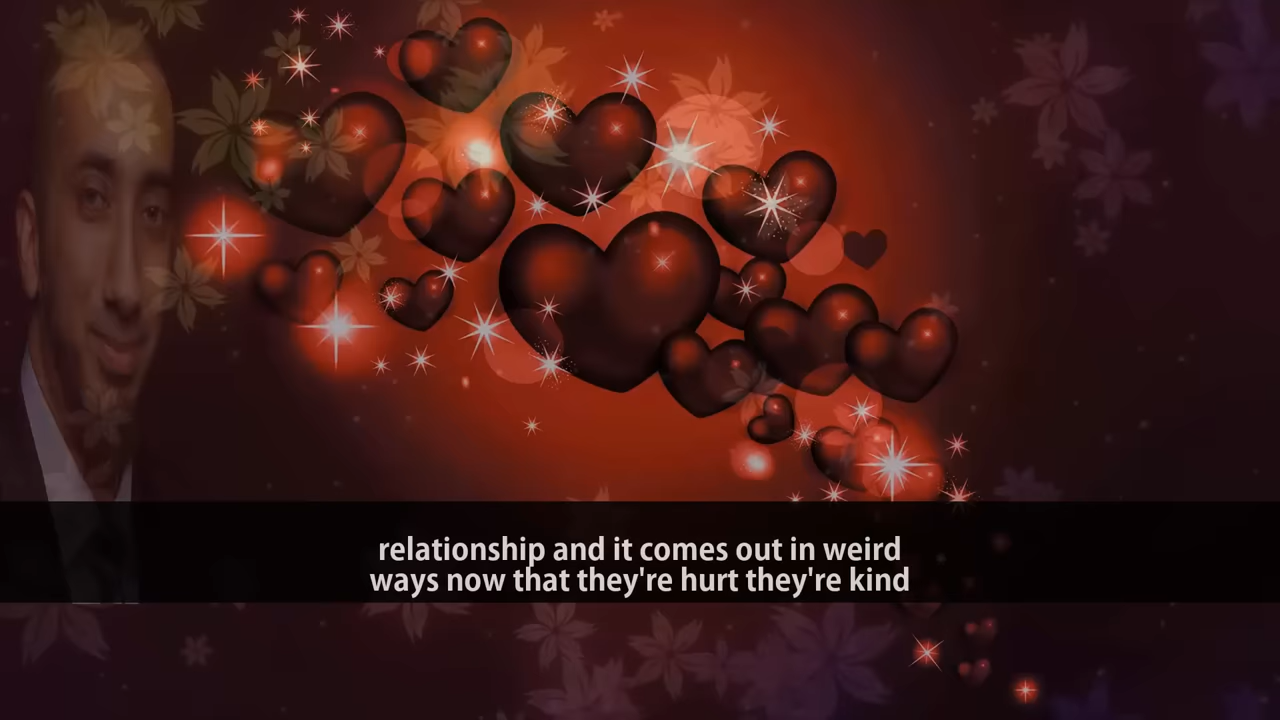 relationship and it comes out in weird
ways now that they're hurt they're kind